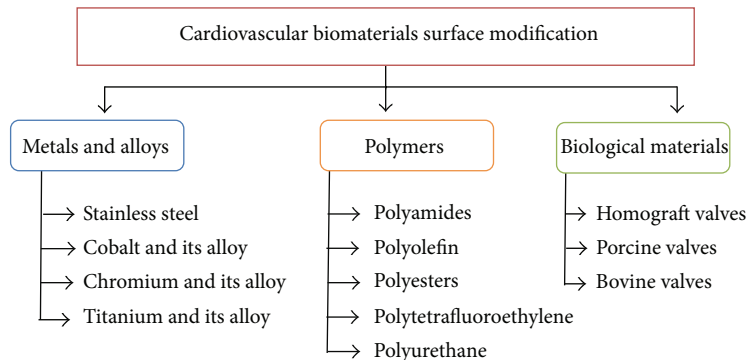 Cardiovascular biomaterials surface modification
Metals and alloys
Stainless steel
Cobalt and its alloy
Chromium and its alloy
Titanium and its alloy
Polymers
Polyamides
Polyolefin
Polyesters
Polytetrafluoroethylene
Polyurethane
Biological materials
Homograft valves
Porcine valves
Bovine valves